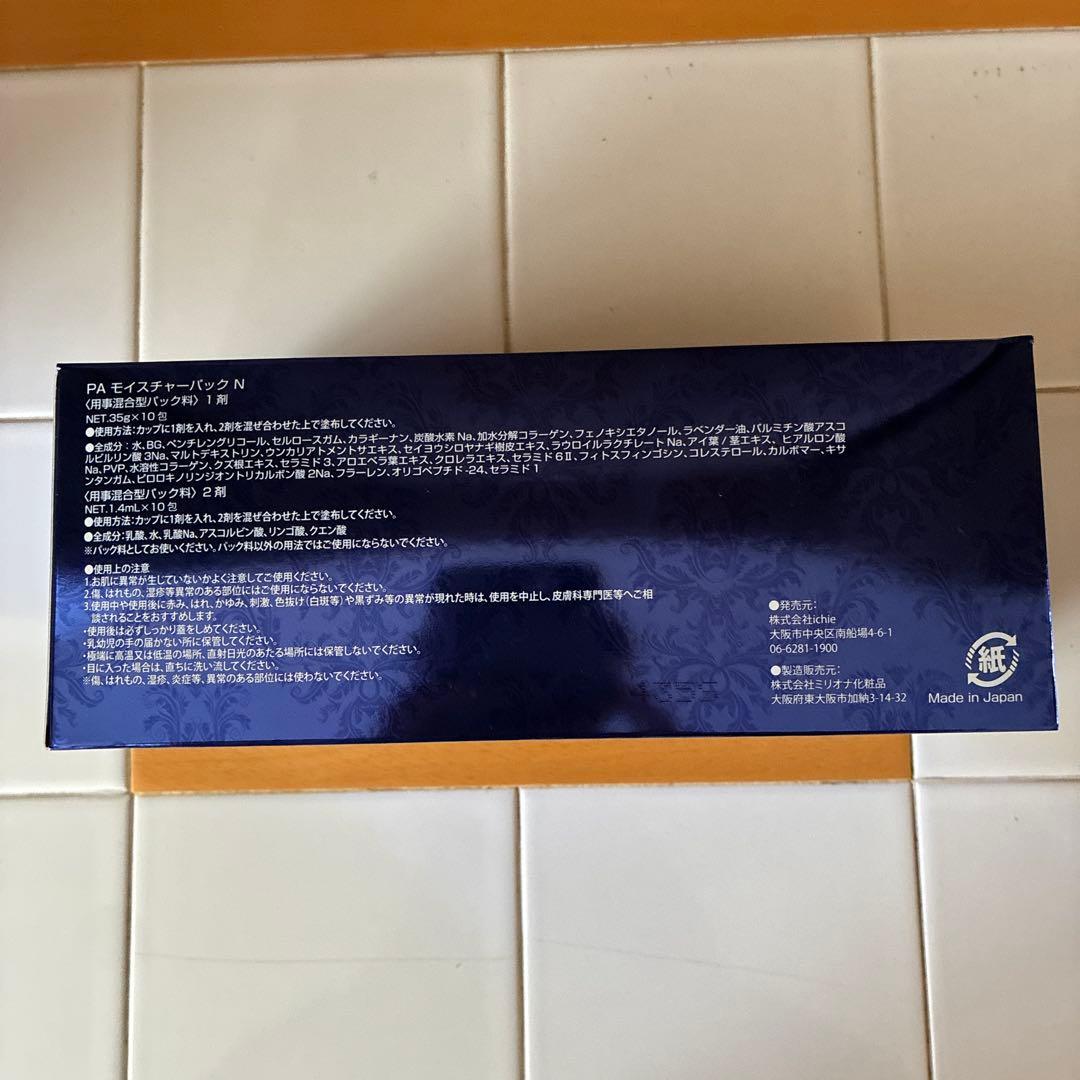 PA モイスチャーパック N
〈用事混合型パック料〉1剤
NET.35g×10包
●使用方法:カップに1剤を入れ、2剤を混ぜ合わせた上で塗布してください。
●全成分:水、BG、ペンチレングリコール、セルロースガム、カラギーナン、炭酸水素Na、加水分解コラーゲン、フェノキシエタノール、ラベンダー油、パルミチン酸アスコ
ルビルリン酸3Na、マルトデキストリン、ウンカリアトメントサエキス、セイヨウシロヤナギ樹皮エキス、ラウロイルラクチレートNa、アイ葉/茎エキス、ヒアルロン酸
Na、PVP、水溶性コラーゲン、クズ根エキス、セラミド3、アロエベラ葉エキス、クロレラエキス、セラミド6Ⅱ、フィトスフィンゴシン、コレステロール、カルボマー、キサ
ンタンガム、ピロロキノリンジオントリカルボン酸2Na、フラーレン、オリゴペプチド-24、セラミド1
〈用事混合型パック料〉2剤
NET.1.4mL×10包
●使用方法:カップに1剤を入れ、2剤を混ぜ合わせた上で塗布してください。
●全成分:乳酸、水、乳酸Na、アスコルビン酸、リンゴ酸、クエン酸
※パック料としてお使いください。パック料以外の用法ではご使用にならないでください。
●使用上の注意
1.お肌に異常が生じていないかよく注意してご使用ください。
2.傷、はれもの、湿疹等異常のある部位にはご使用にならないでください。
3.使用中や使用後に赤み、はれ、かゆみ、刺激、色抜け(白斑等)や黒ずみ等の異常が現れた時は、使用を中止し、皮膚科専門医等へご相
談されることをおすすめします。
・使用後は必ずしっかり蓋をしめてください。
・乳幼児の手の届かない所に保管してください。
・極端に高温又は低温の場所、直射日光のあたる場所には保管しないでください。
・目に入った場合は、直ちに洗い流してください。
※傷、はれもの、湿疹、炎症等、異常のある部位には使わないでください。
●発売元:
株式会社ichie
大阪市中央区南船場4-6-1
06-6281-1900
●製造販売元:
株式会社ミリオナ化粧品
大阪府東大阪市加納3-14-32
紙
Made in Japan